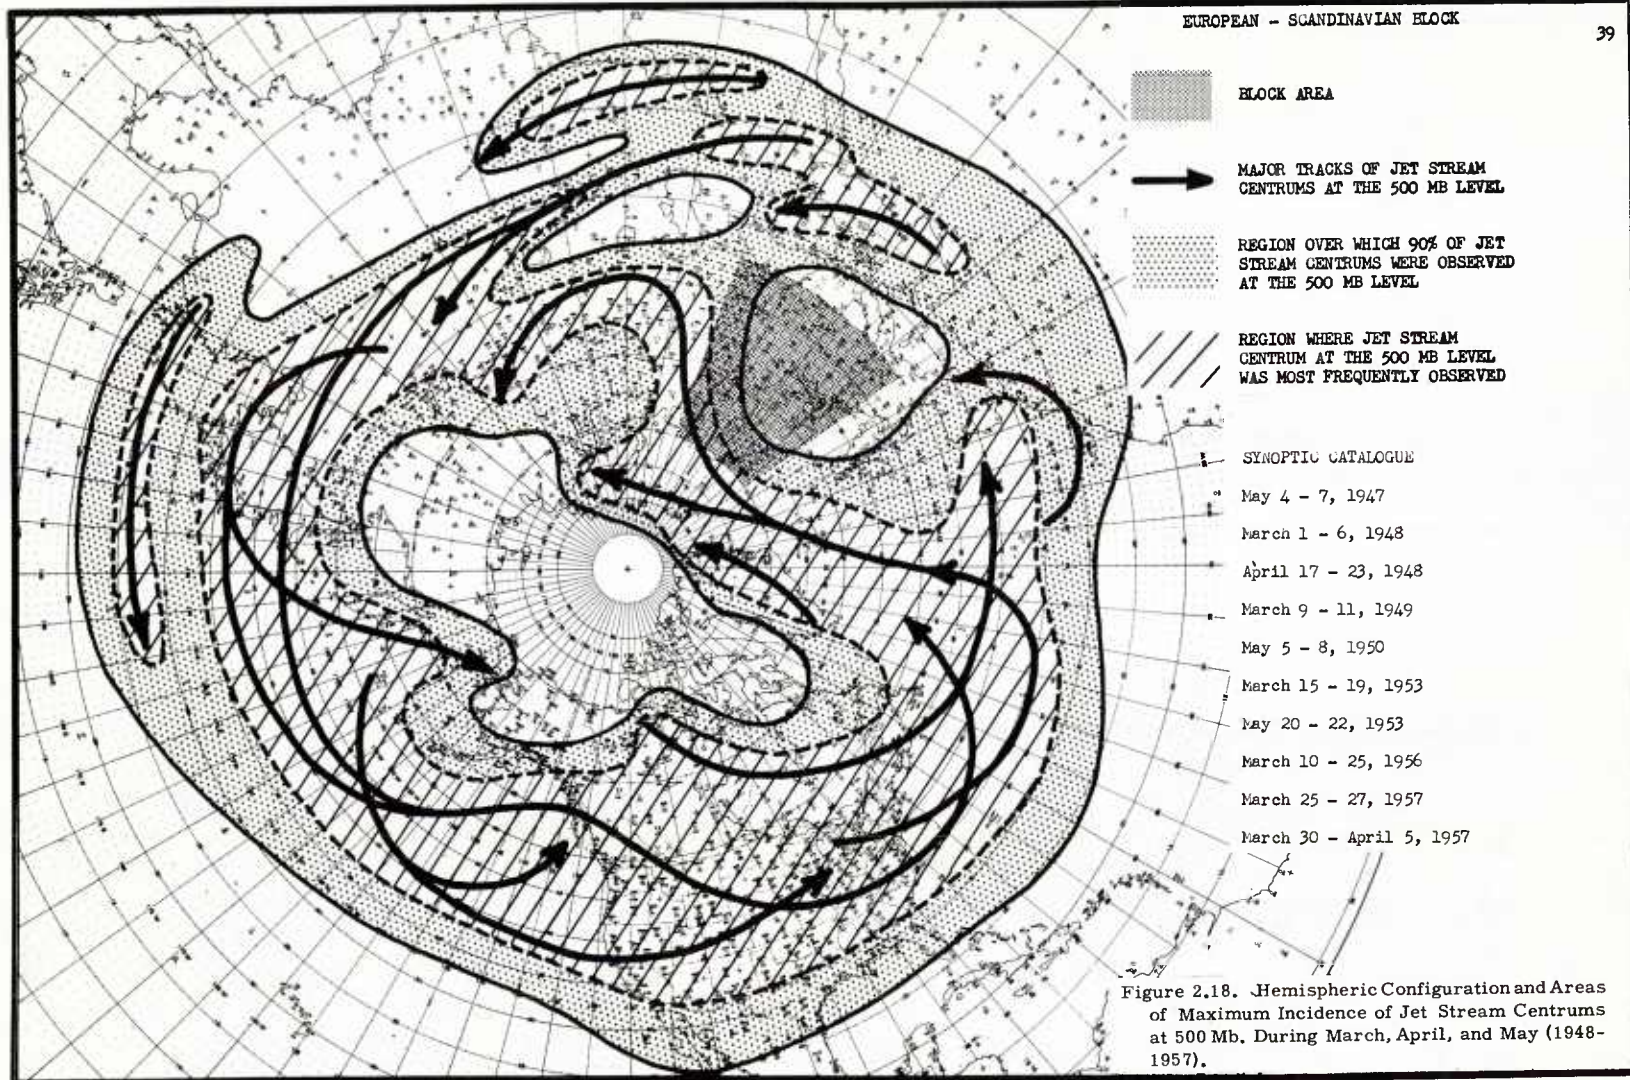 EUROPEAN - SCANDINAVIAN BLOCK
39
BLOCK AREA
MAJOR TRACKS OF JET STREAM
CENTRUMS AT THE 500 MB LEVEL
REGION OVER WHICH 90% OF JET
STREAM CENTRUMS WERE OBSERVED
AT THE 500 MB LEVEL
REGION WHERE JET STREAM
CENTRUM AT THE 500 MB LEVEL
WAS MOST FREQUENTLY OBSERVED
SYNOPTIC CATALOGUE
May 4 - 7, 1947
March 1 - 6, 1948
April 17 - 23, 1948
March 9 - 11, 1949
May 5 - 8, 1950
March 15 - 19, 1953
May 20 - 22, 1953
March 10 - 25, 1956
March 25 - 27, 1957
March 30 - April 5, 1957
Figure 2.18. Hemispheric Configuration and Areas
of Maximum Incidence of Jet Stream Centrums
at 500 Mb. During March, April, and May (1948-
1957).